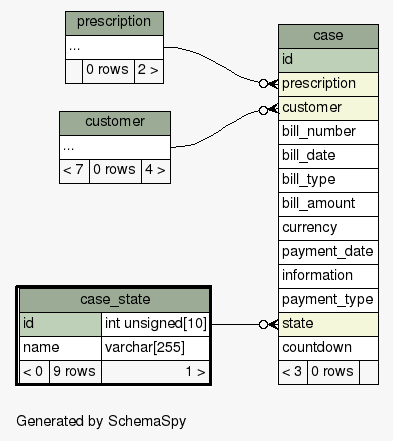 prescription
...
0 rows 2 >
customer
...
< 7 0 rows 4 >
case
id
prescription
customer
bill_number
bill_date
bill_type
bill_amount
currency
payment_date
information
payment_type
state
countdown
< 3 0 rows
case_state
id int unsigned[10]
name varchar[255]
< 0 9 rows 1 >
Generated by SchemaSpy